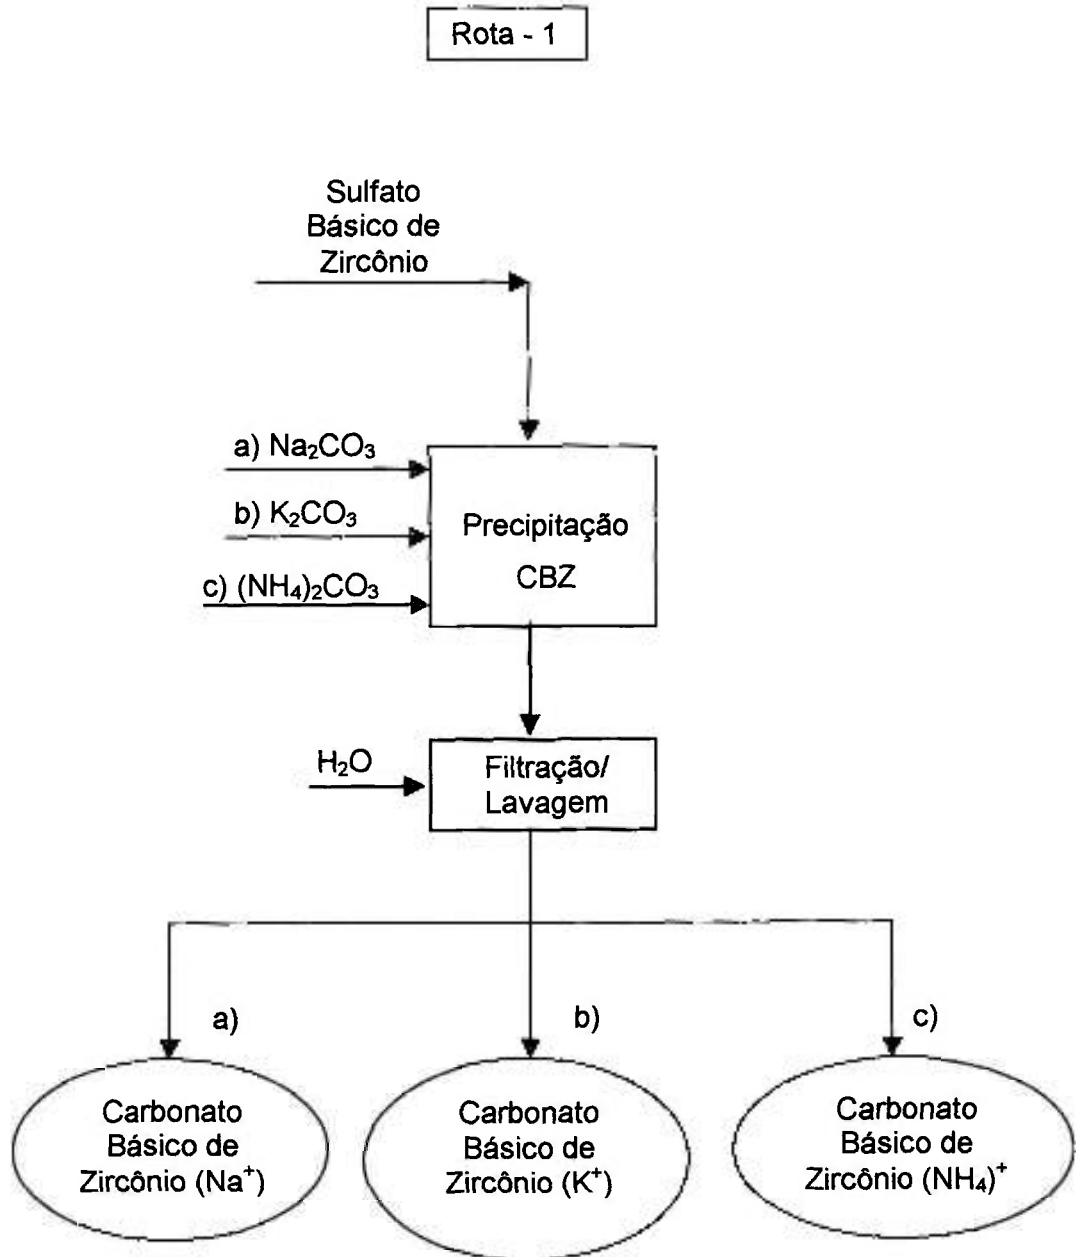 Rota - 1
Sulfato
Básico de
Zircônio
a) Na₂CO₃
b) K₂CO₃
c) (NH₄)₂CO₃
Precipitação
CBZ
H₂O
Filtração/
Lavagem
a)
b)
c)
Carbonato
Básico de
Zircônio (Na⁺)
Carbonato
Básico de
Zircônio (K⁺)
Carbonato
Básico de
Zircônio (NH₄)⁺